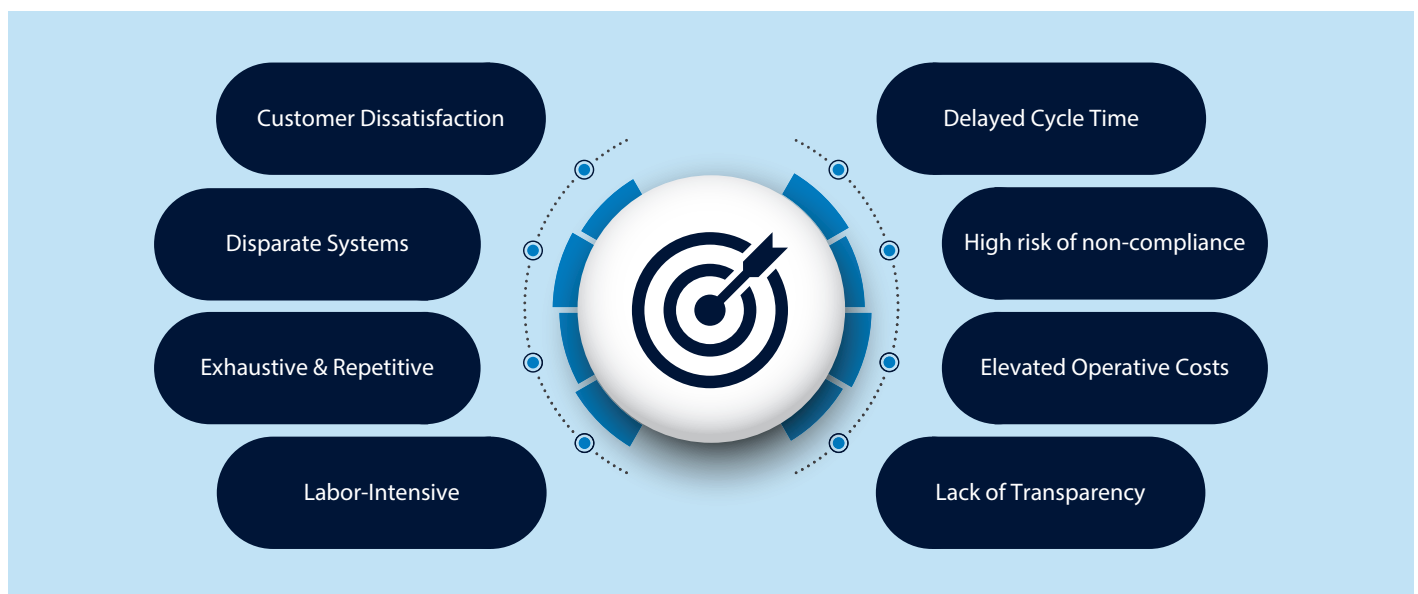 Customer Dissatisfaction
Disparate Systems
Exhaustive & Repetitive
Labor-Intensive
Delayed Cycle Time
High risk of non-compliance
Elevated Operative Costs
Lack of Transparency